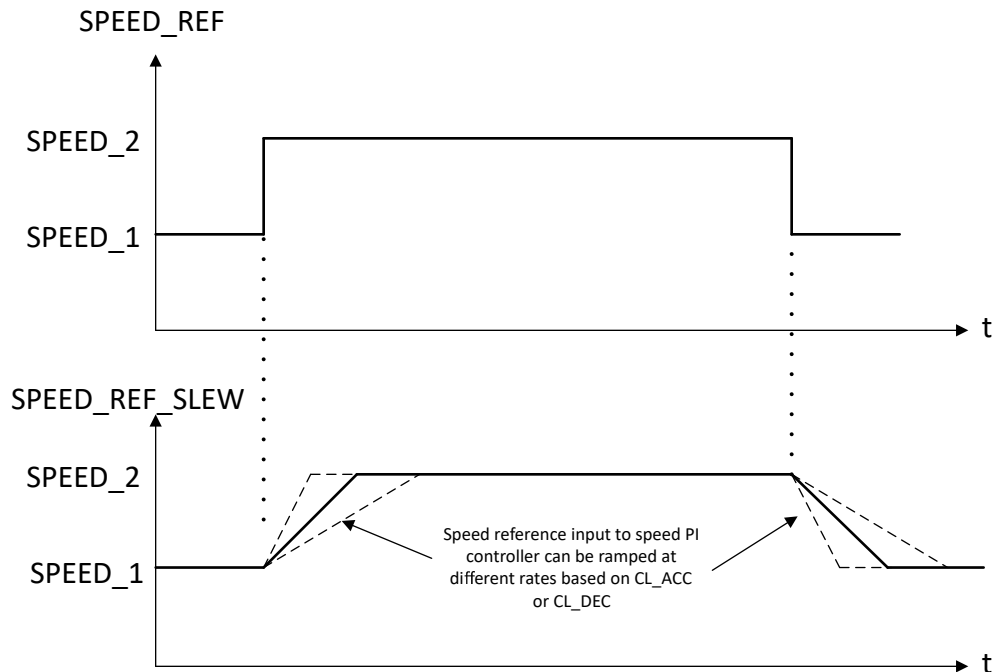 SPEED_REF
SPEED_2
SPEED_1
t
SPEED_REF_SLEW
SPEED_2
Speed reference input to speed PI
controller can be ramped at
different rates based on CL_ACC
or CL_DEC
SPEED_1
t